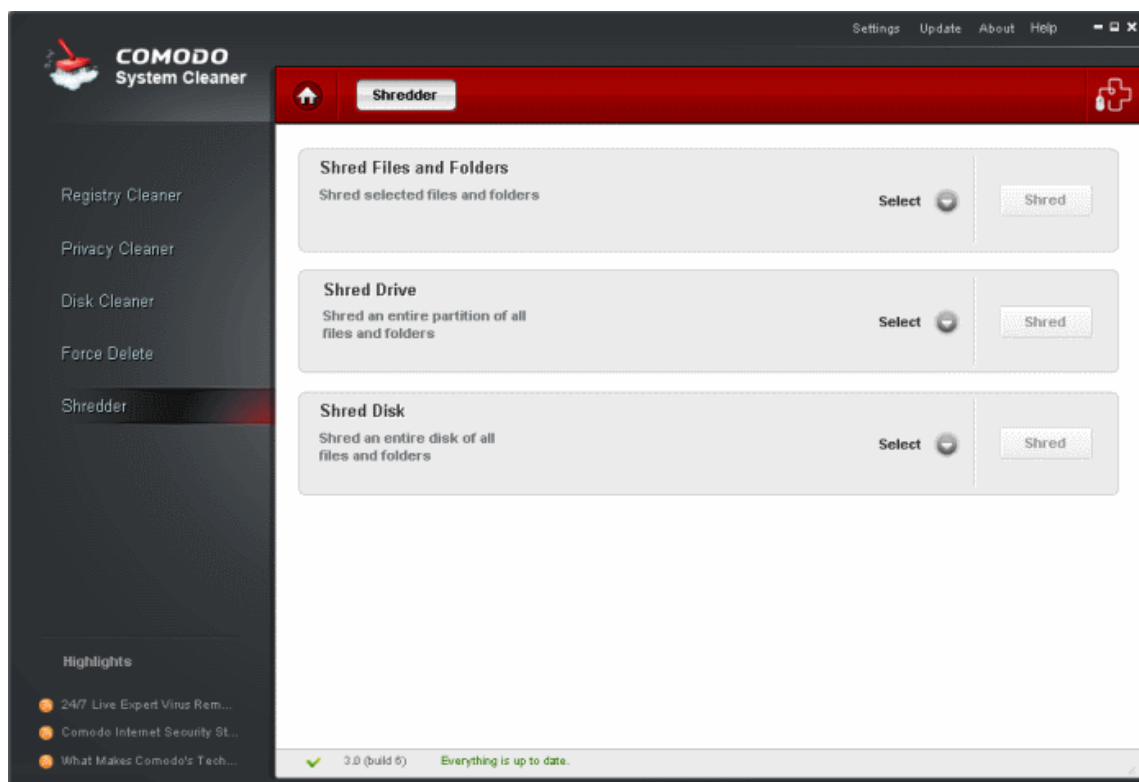 Settings Update About Help
COMODO
System Cleaner
Shredder
Registry Cleaner
Privacy Cleaner
Disk Cleaner
Force Delete
Shredder
Shred Files and Folders
Shred selected files and folders
Select
Shred
Shred Drive
Shred an entire partition of all
files and folders
Select
Shred
Shred Disk
Shred an entire disk of all
files and folders
Select
Shred
Highlights
24/7 Live Expert Virus Rem...
Comodo Internet Security St...
What Makes Comodo's Tech...
3.0 (build 6) Everything is up to date.